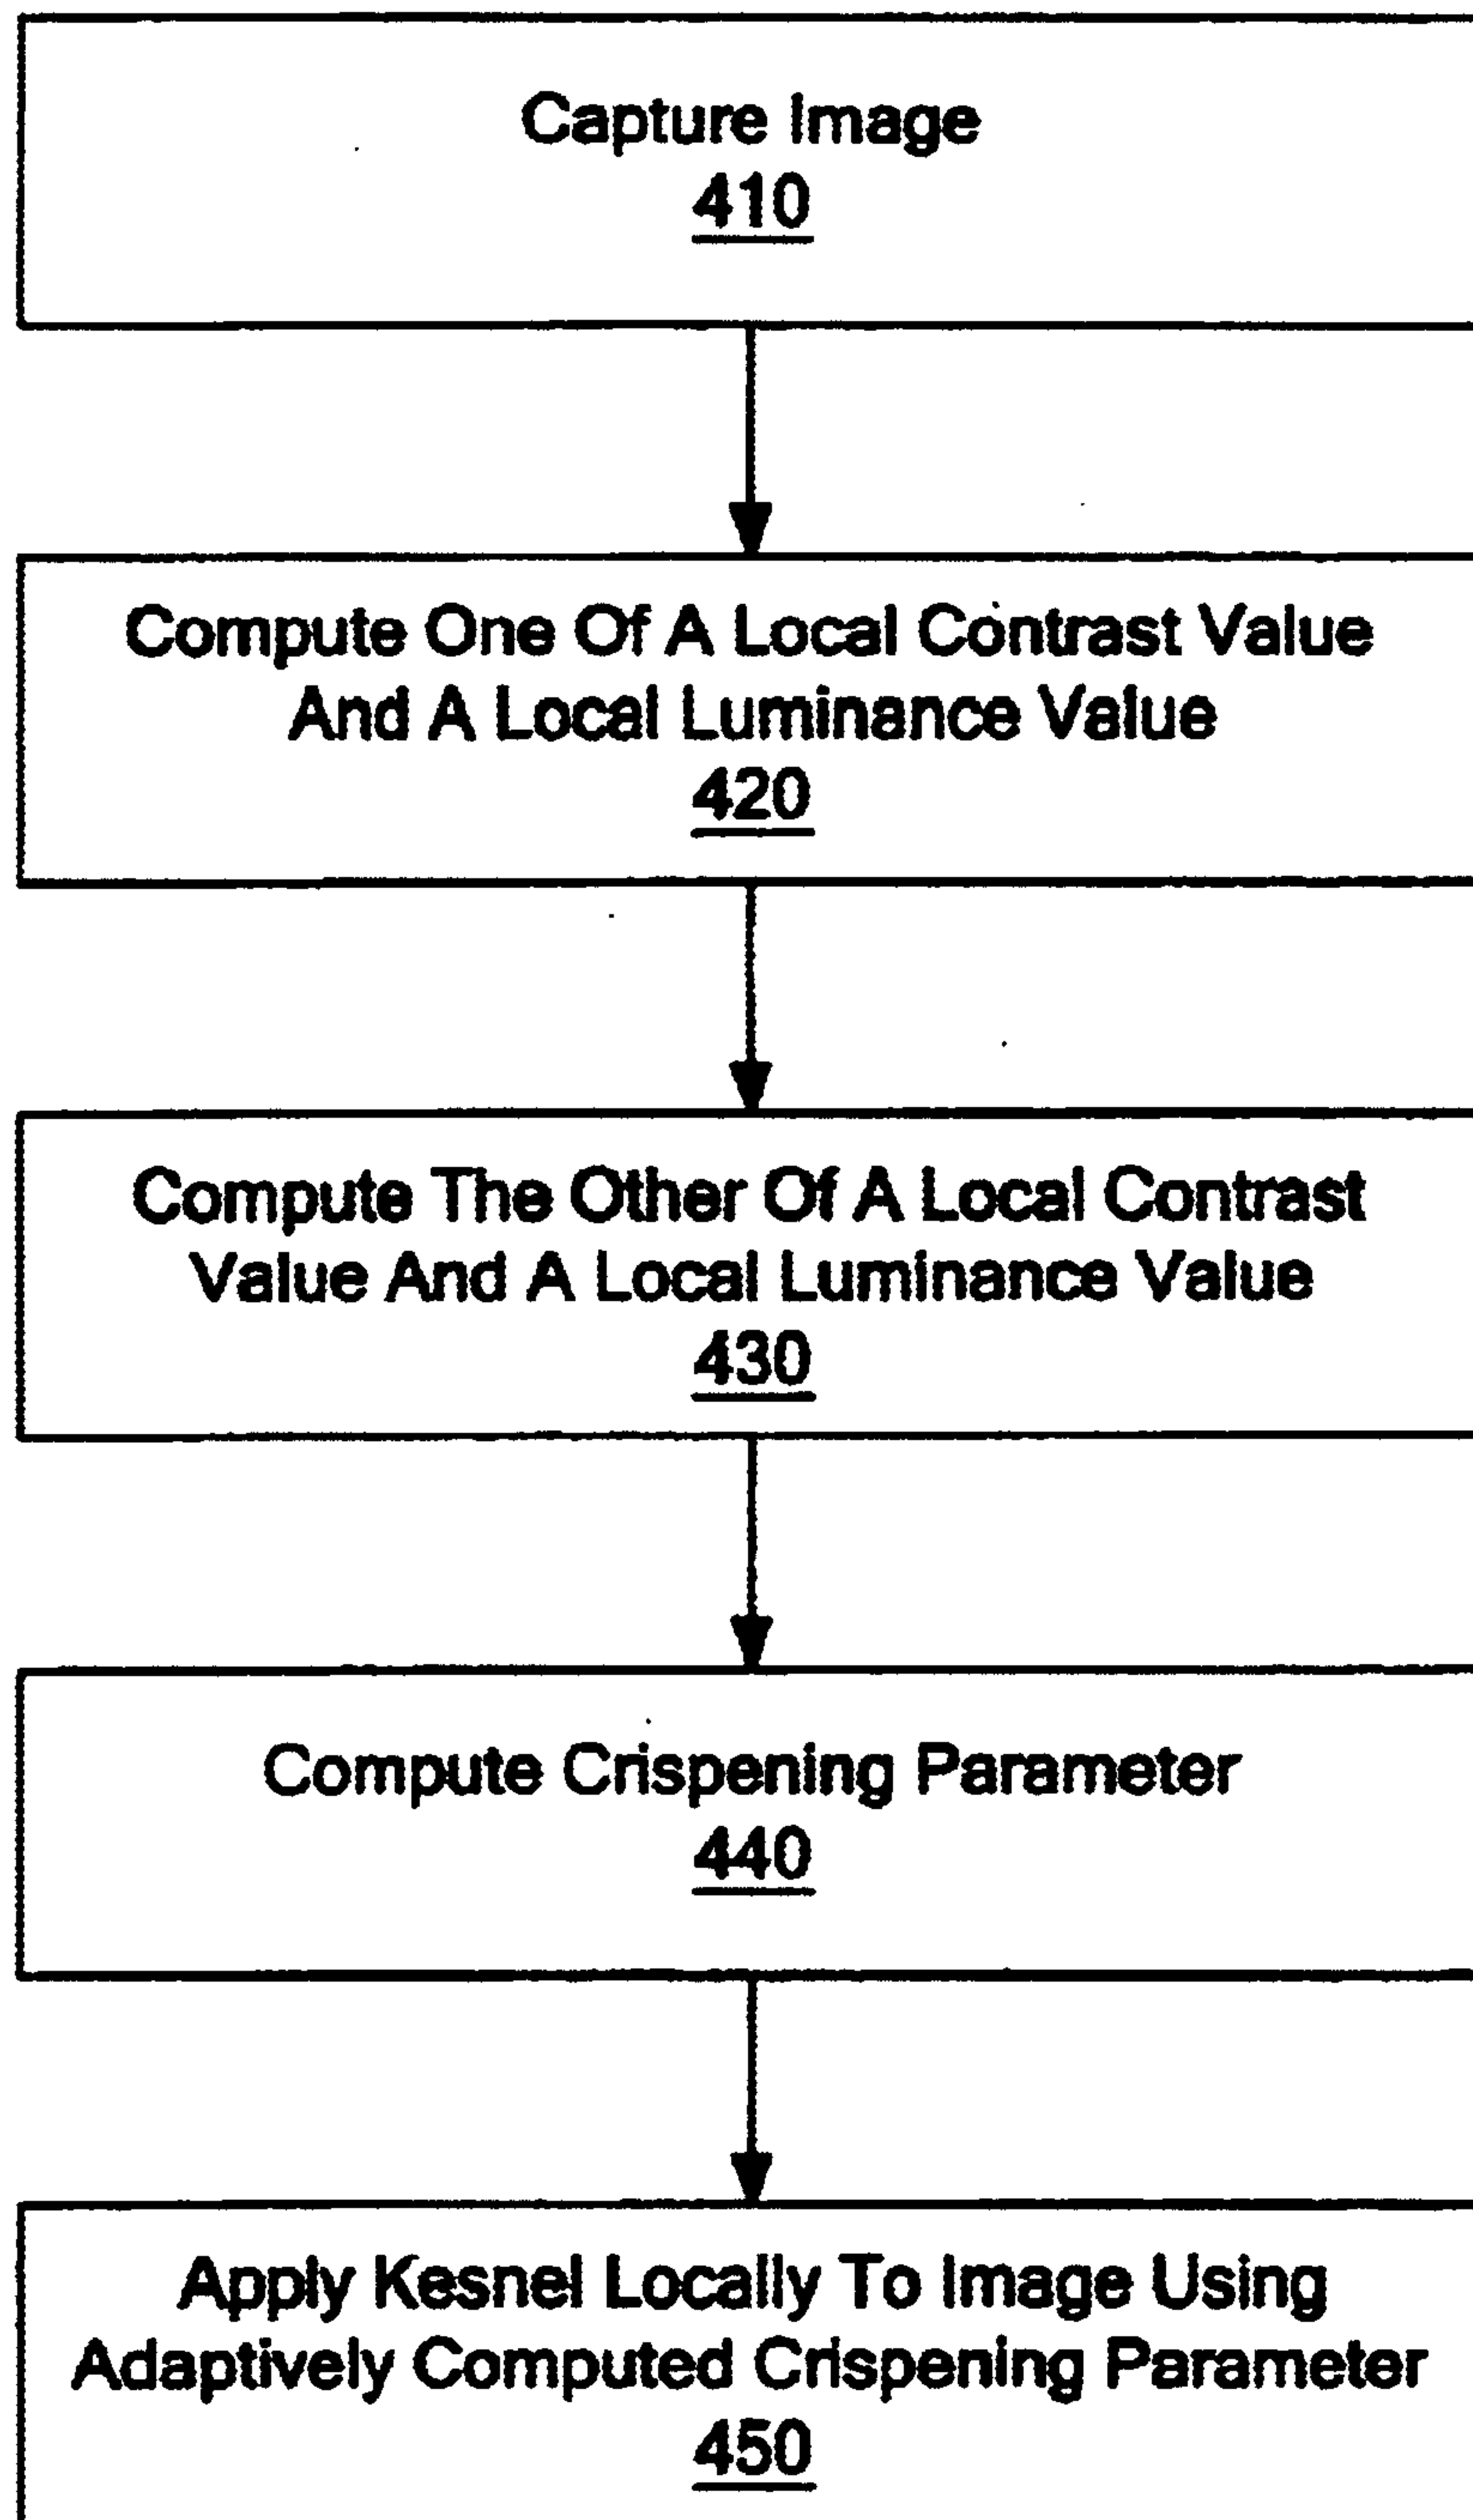 Capture Image
410
Compute One Of A Local Contrast Value
And A Local Luminance Value
420
Compute The Other Of A Local Contrast
Value And A Local Luminance Value
430
Compute Crispening Parameter
440
Apply Kesnel Locally To Image Using
Adaptively Computed Crispening Parameter
450